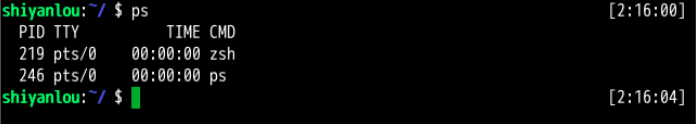 shiyanlou:~/ $ ps [2:16:00]
  PID TTY          TIME CMD
  219 pts/0    00:00:00 zsh
  246 pts/0    00:00:00 ps
shiyanlou:~/ $ [2:16:04]